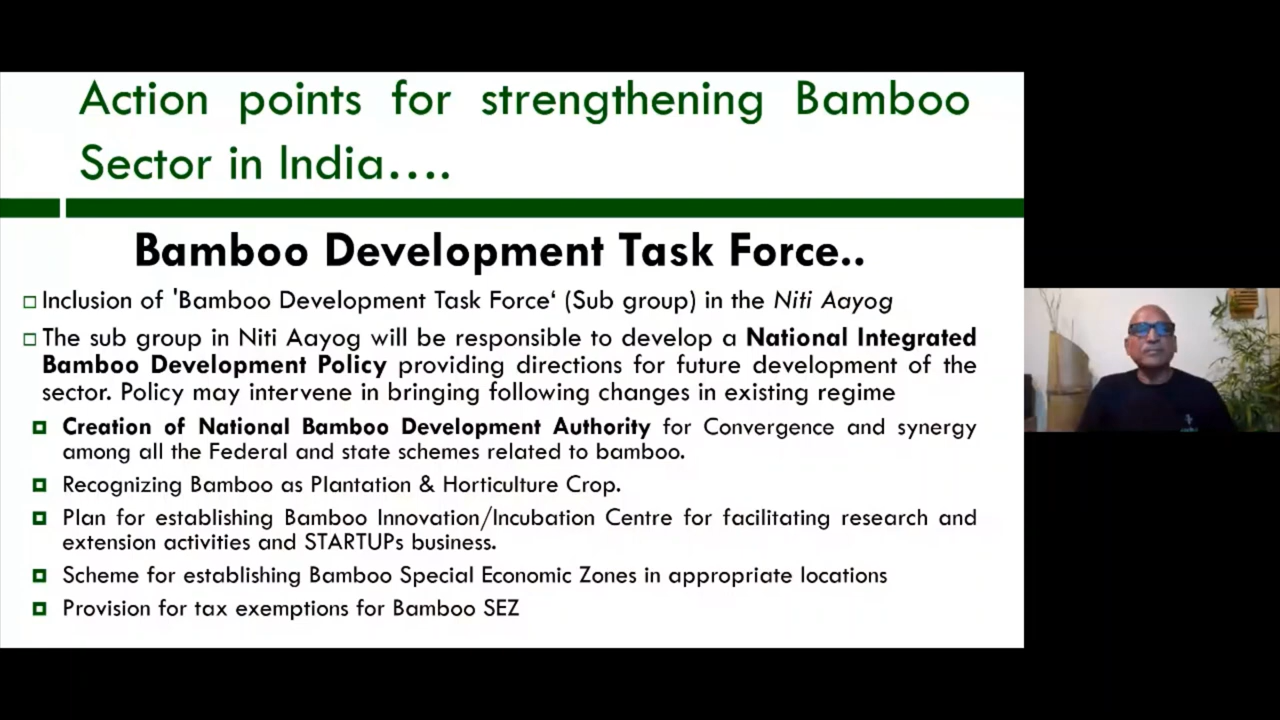 Action points for strengthening Bamboo
Sector in India....
Bamboo Development Task Force..
Inclusion of 'Bamboo Development Task Force‘ (Sub group) in the Niti Aayog
The sub group in Niti Aayog will be responsible to develop a National Integrated
Bamboo Development Policy providing directions for future development of the
sector. Policy may intervene in bringing following changes in existing regime
Creation of National Bamboo Development Authority for Convergence and synergy
among all the Federal and state schemes related to bamboo.
Recognizing Bamboo as Plantation & Horticulture Crop.
Plan for establishing Bamboo Innovation/Incubation Centre for facilitating research and
extension activities and STARTUPs business.
Scheme for establishing Bamboo Special Economic Zones in appropriate locations
Provision for tax exemptions for Bamboo SEZ